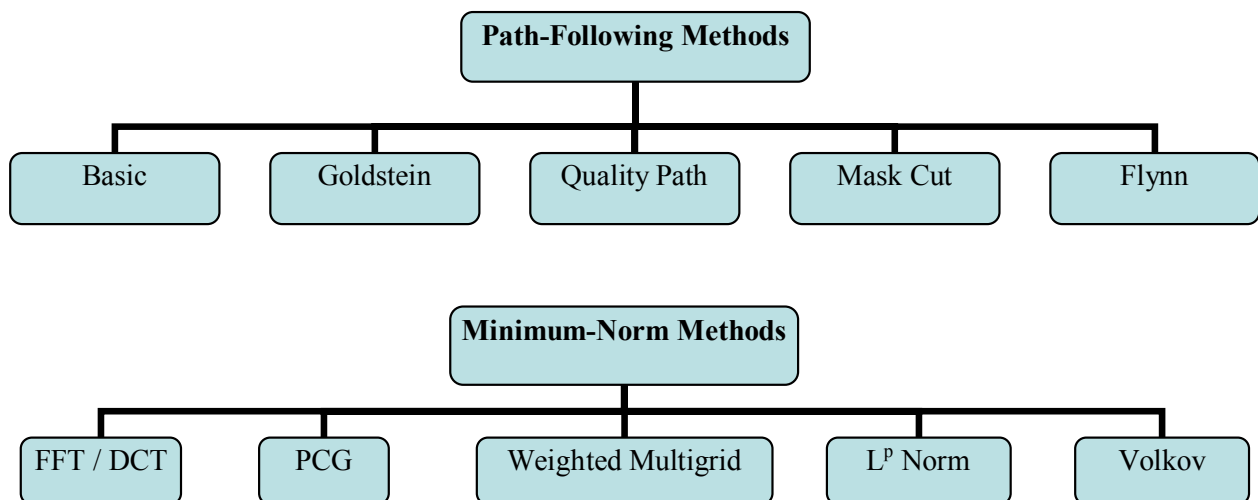 Path-Following Methods
Basic
Goldstein
Quality Path
Mask Cut
Flynn
Minimum-Norm Methods
FFT / DCT
PCG
Weighted Multigrid
Lᵖ Norm
Volkov